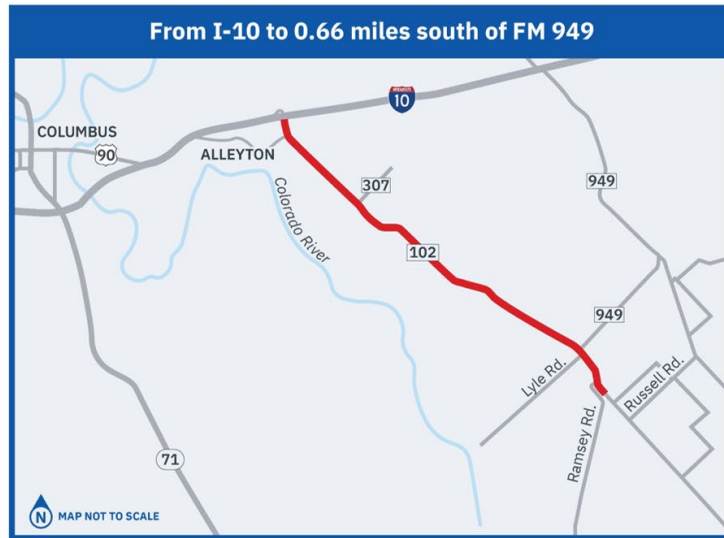 From I-10 to 0.66 miles south of FM 949
INTERSTATE
10
COLUMBUS
90
ALLEYTON
307
949
Colorado River
102
949
Lyle Rd.
Russell Rd.
Ramsey Rd.
71
N MAP NOT TO SCALE